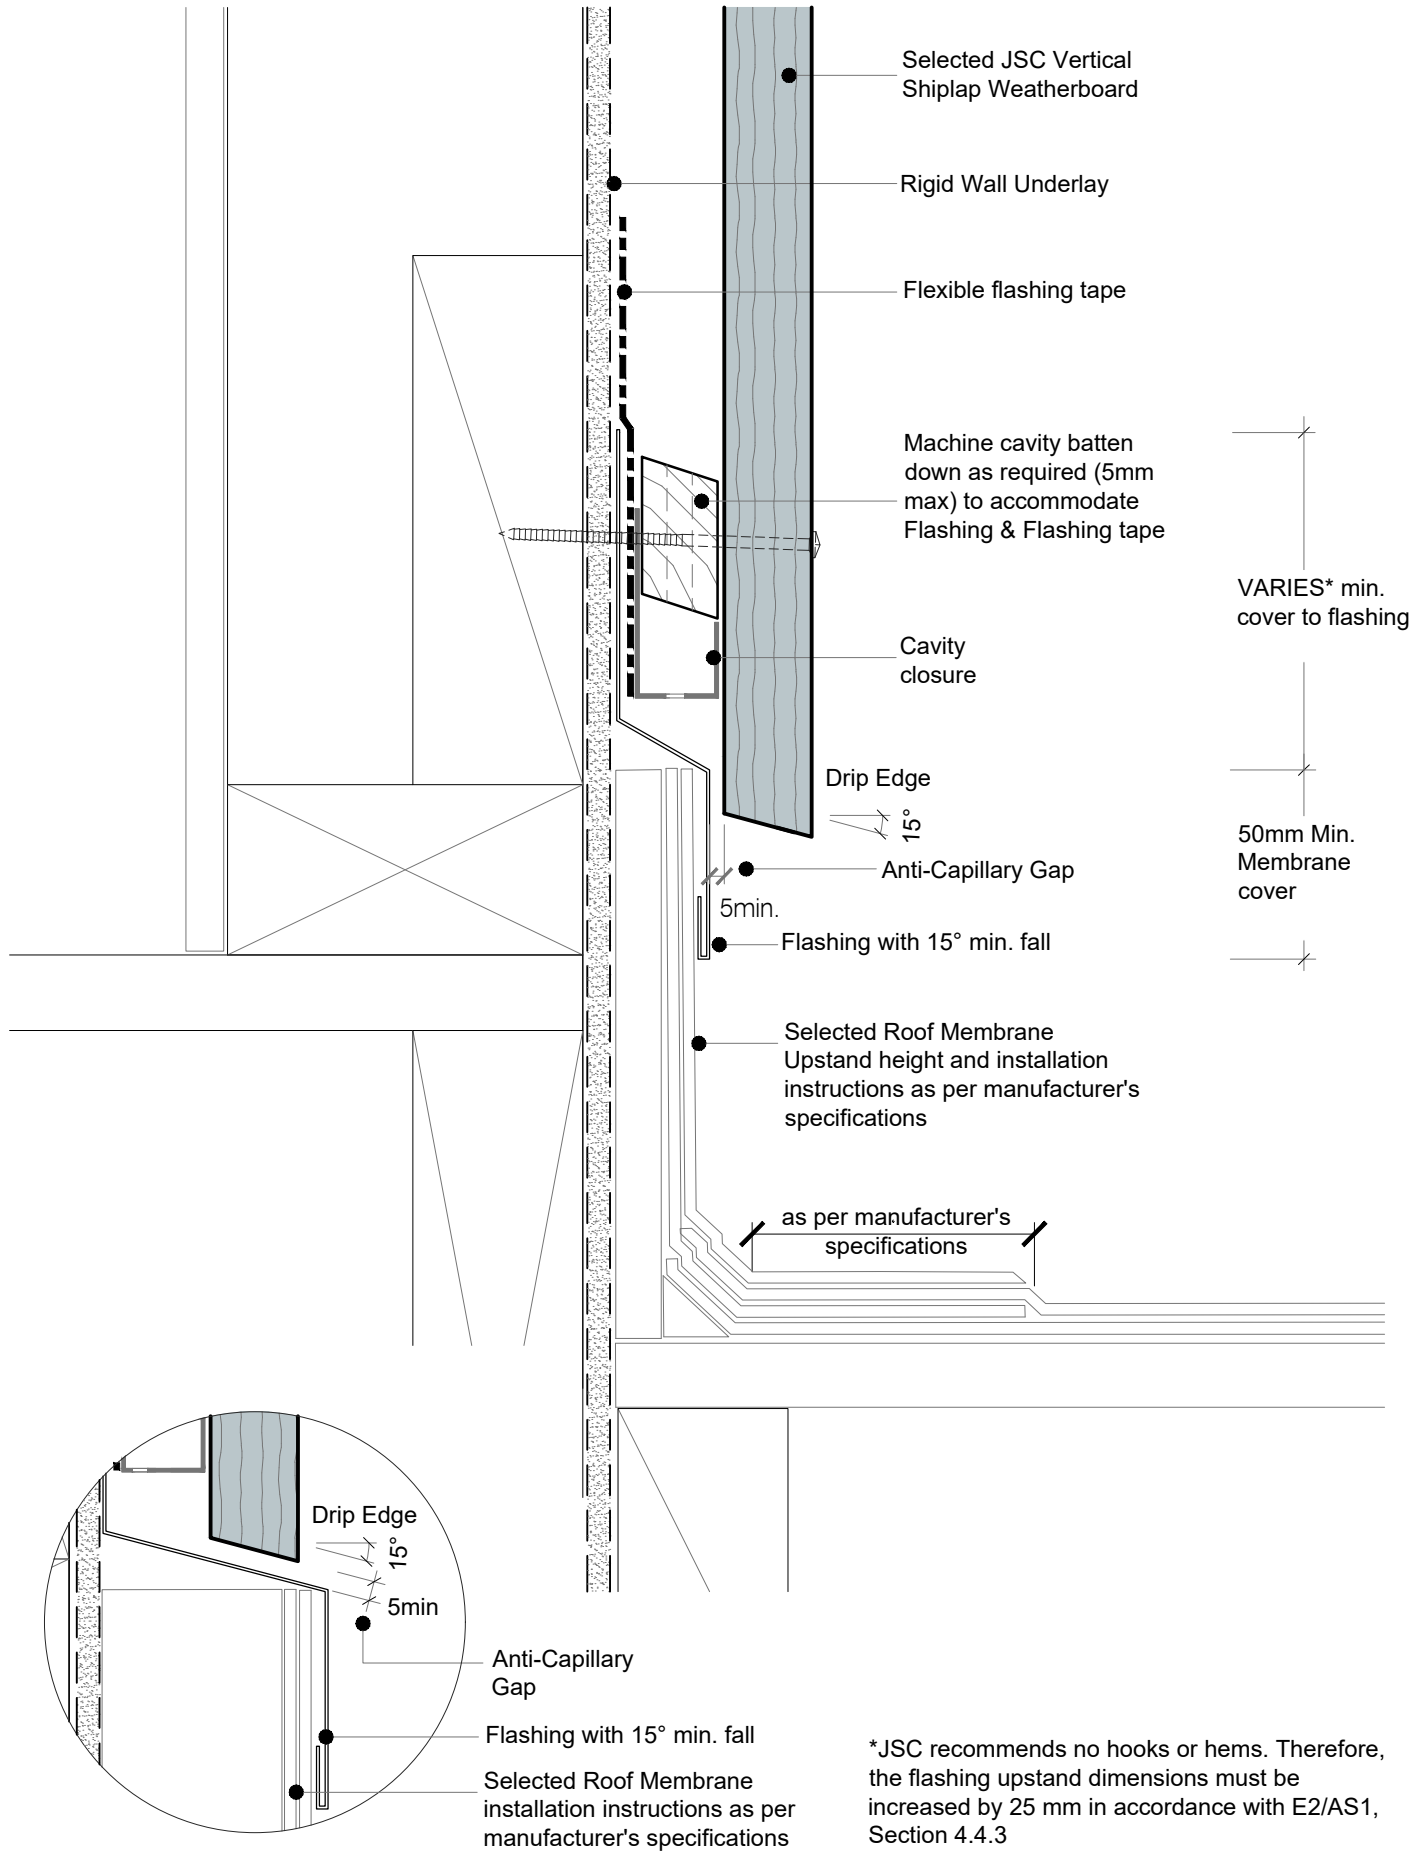 Selected JSC Vertical
Shiplap Weatherboard
Rigid Wall Underlay
Flexible flashing tape
Machine cavity batten
down as required (5mm
max) to accommodate
Flashing & Flashing tape
VARIES* min.
cover to flashing
Cavity
closure
Drip Edge
15°
50mm Min.
Membrane
cover
Anti-Capillary Gap
5min.
Flashing with 15° min. fall
Selected Roof Membrane
Upstand height and installation
instructions as per manufacturer's
specifications
as per manufacturer's
specifications
Drip Edge
15°
5min
Anti-Capillary
Gap
Flashing with 15° min. fall
Selected Roof Membrane
installation instructions as per
manufacturer's specifications
*JSC recommends no hooks or hems. Therefore,
the flashing upstand dimensions must be
increased by 25 mm in accordance with E2/AS1,
Section 4.4.3